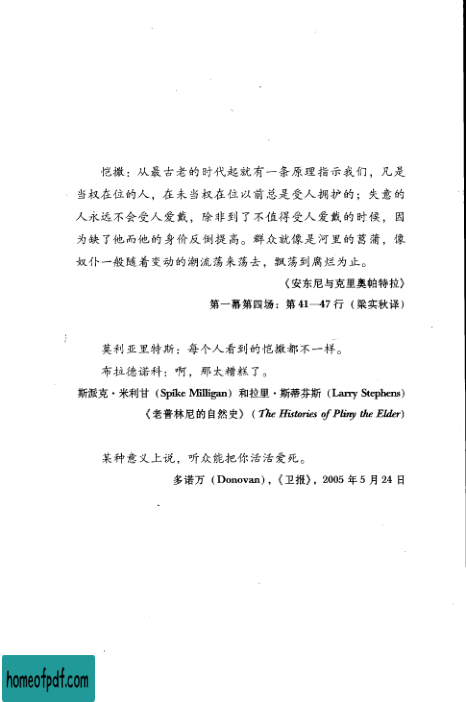 恺撒：从最古老的时代起就有一条原理指示我们，凡是
当权在位的人，在未当权在位以前总是受人拥护的；失意的
人永远不会受人爱戴，除非到了不值得受人爱戴的时候，因
为缺了他而他的身价反倒提高。群众就像是河里的菖蒲，像
奴仆一般随着变动的潮流荡来荡去，飘荡到腐烂为止。
《安东尼与克里奥帕特拉》
第一幕第四场：第 41—47 行（梁实秋译）
莫利亚里特斯：每个人看到的恺撒都不一样。
布拉德诺科：啊，那太糟糕了。
斯派克·米利甘（Spike Milligan）和拉里·斯蒂芬斯（Larry Stephens）
《老普林尼的自然史》（The Histories of Pliny the Elder）
某种意义上说，听众能把你活活爱死。
多诺万（Donovan），《卫报》，2005 年 5 月 24 日
homeofpdf.com